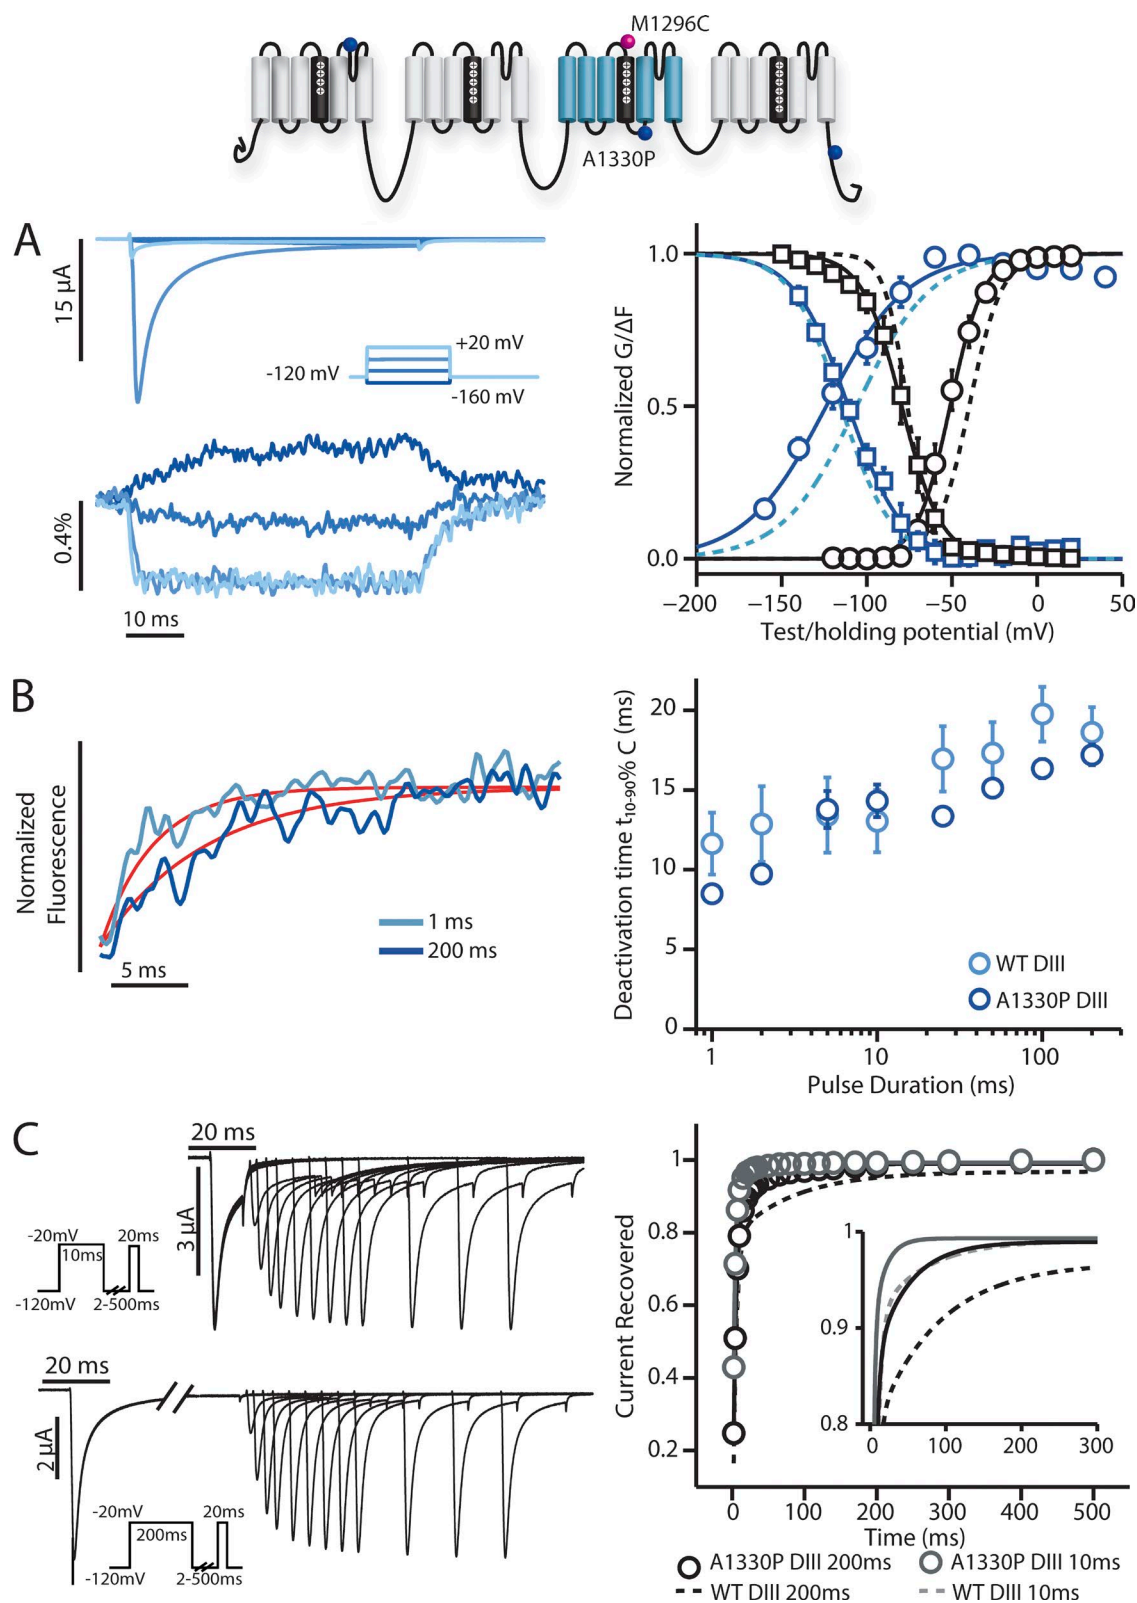 M1296C
A1330P
A
15 µA
+20 mV
-120 mV
-160 mV
0.4%
10 ms
Normalized G/ΔF
1.0
0.5
0.0
−200 −150 −100 −50 0 50
Test/holding potential (mV)
B
Normalized
Fluorescence
1 ms
200 ms
5 ms
Deactivation time t10-90% C (ms)
20
15
10
5
0
WT DIII
A1330P DIII
1 10 100
Pulse Duration (ms)
C
20 ms
3 µA
-20mV 20ms
10ms
-120mV 2-500ms
20 ms
2 µA
-20mV 20ms
200ms
-120mV 2-500ms
Current Recovered
1
0.8
0.6
0.4
0.2
1
0.9
0.8
0 100 200 300
0 100 200 300 400 500
Time (ms)
A1330P DIII 200ms A1330P DIII 10ms
WT DIII 200ms WT DIII 10ms